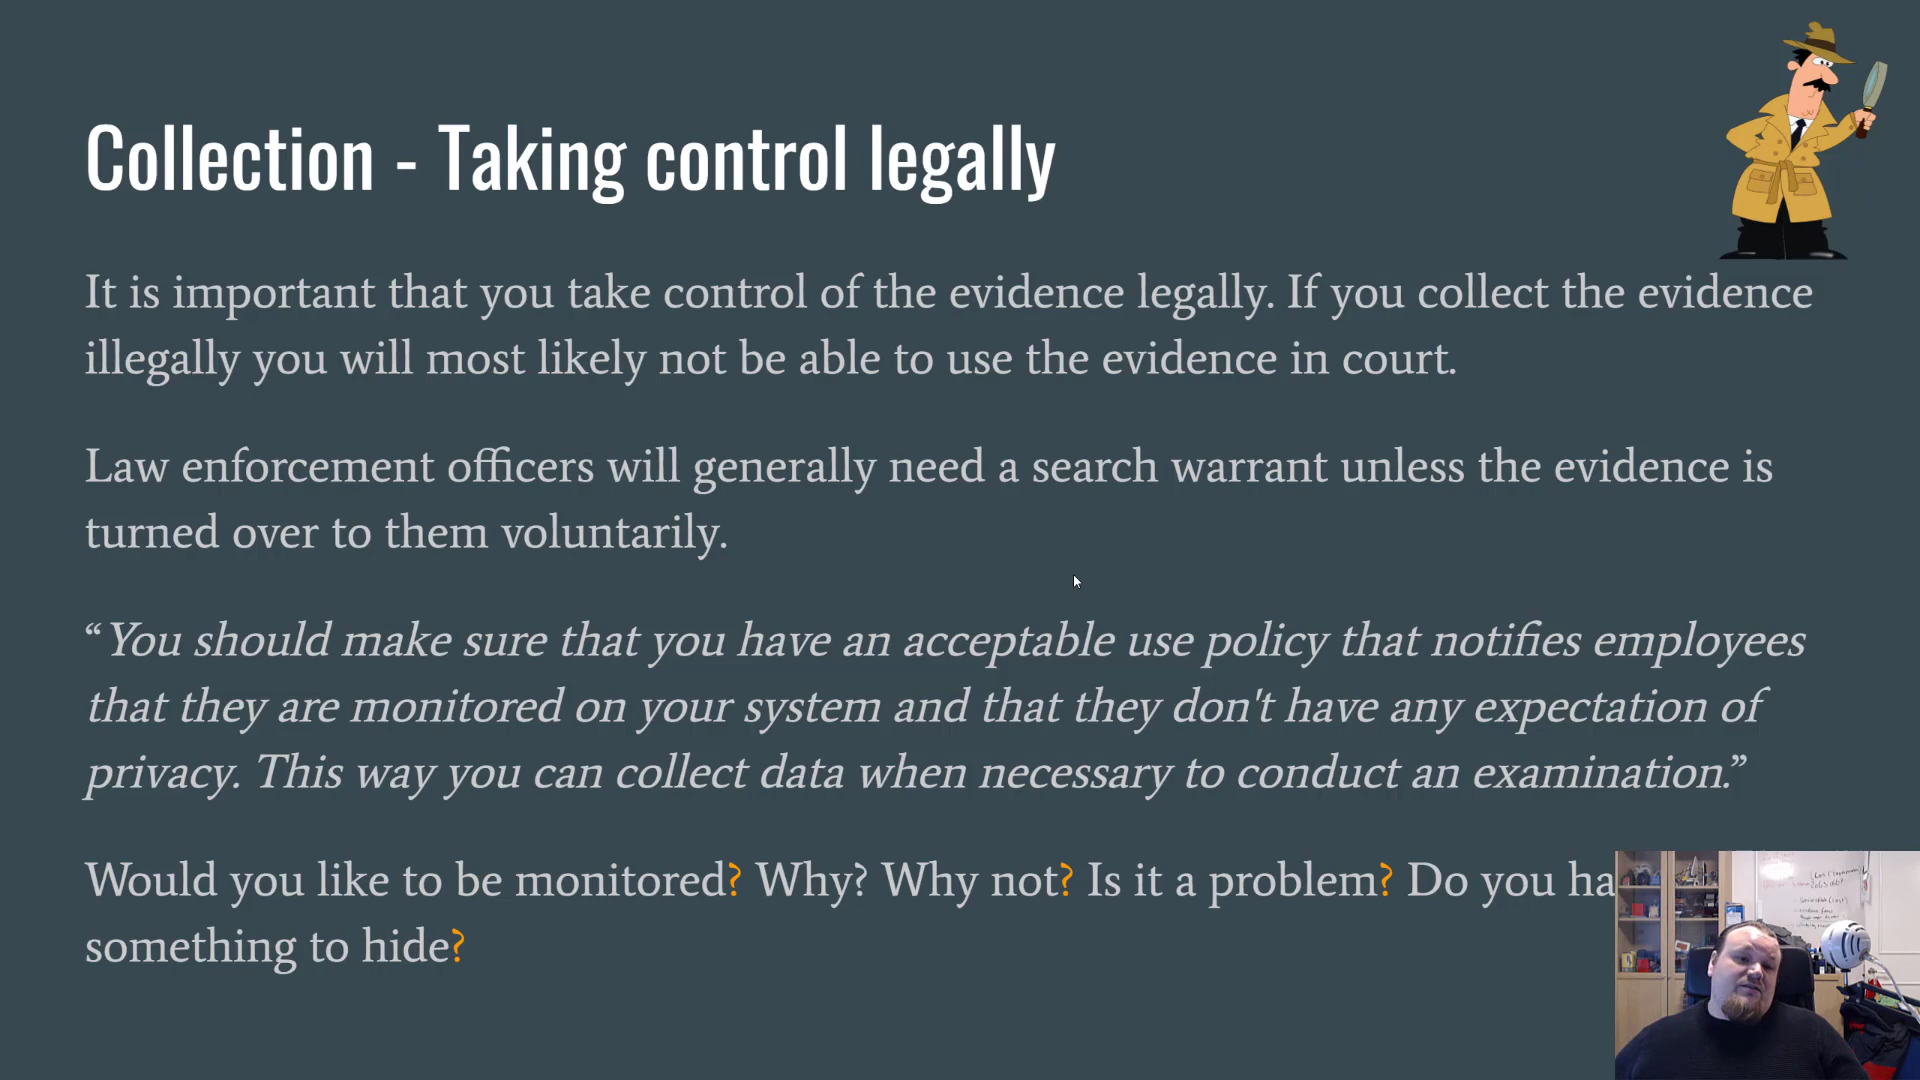 Collection - Taking control legally
It is important that you take control of the evidence legally. If you collect the evidence
illegally you will most likely not be able to use the evidence in court.
Law enforcement officers will generally need a search warrant unless the evidence is
turned over to them voluntarily.
“You should make sure that you have an acceptable use policy that notifies employees
that they are monitored on your system and that they don't have any expectation of
privacy. This way you can collect data when necessary to conduct an examination.”
Would you like to be monitored? Why? Why not? Is it a problem? Do you ha
something to hide?